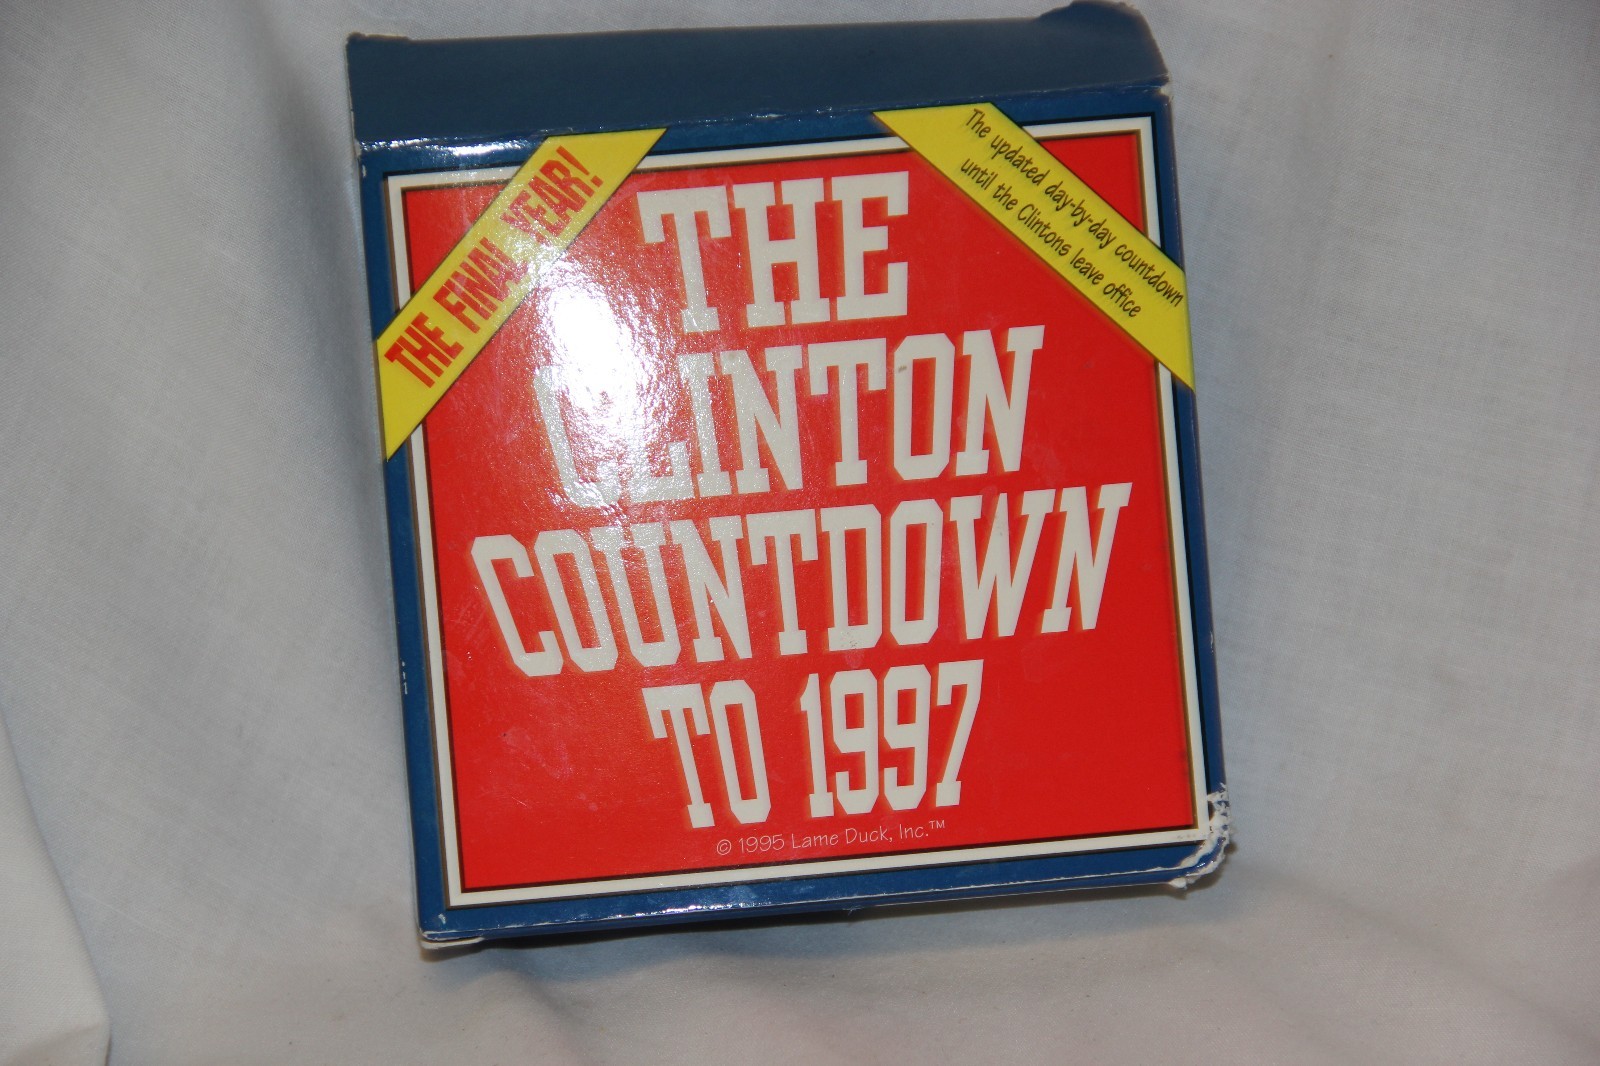 THE FINAL YEAR!
The updated day-by-day countdown
until the Clintons leave office
THE
CLINTON
COUNTDOWN
TO 1997
© 1995 Lame Duck, Inc.™